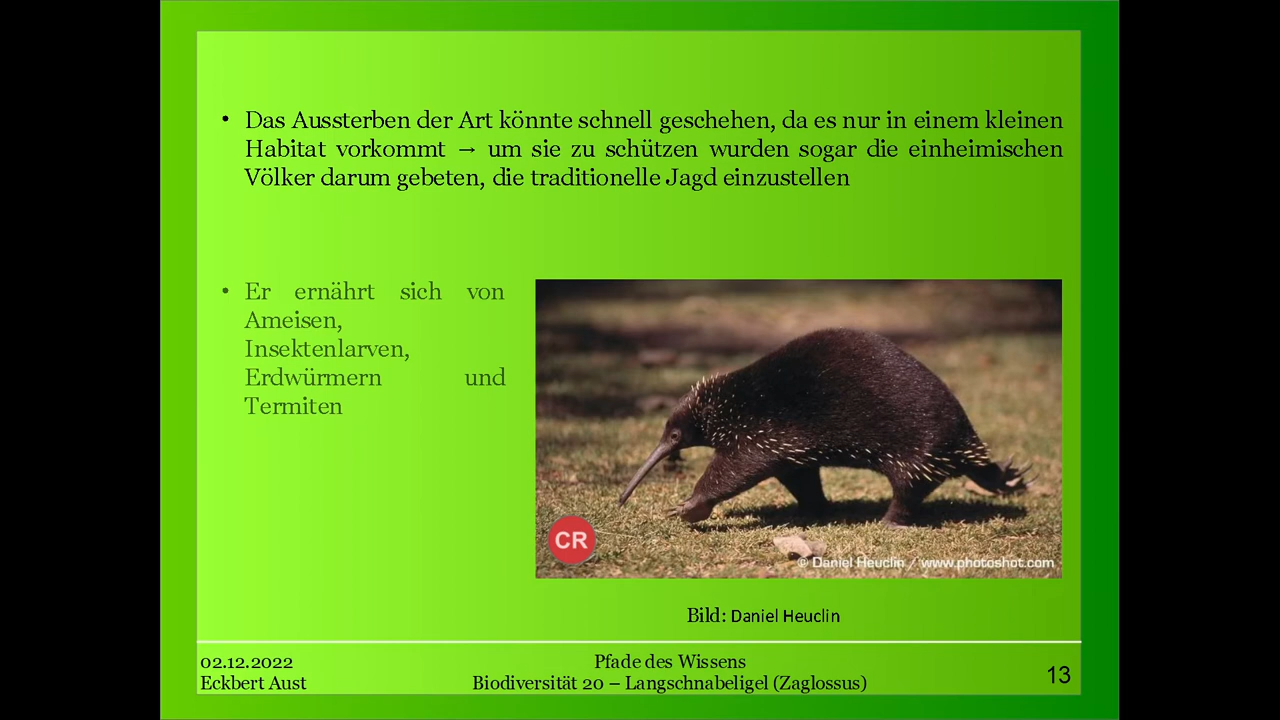 • Das Aussterben der Art könnte schnell geschehen, da es nur in einem kleinen
Habitat vorkommt → um sie zu schützen wurden sogar die einheimischen
Völker darum gebeten, die traditionelle Jagd einzustellen
• Er ernährt sich von
Ameisen,
Insektenlarven,
Erdwürmern und
Termiten
CR
© Daniel Heuclin / www.photoshot.com
Bild: Daniel Heuclin
02.12.2022
Eckbert Aust
Pfade des Wissens
Biodiversität 20 – Langschnabeligel (Zaglossus)
13